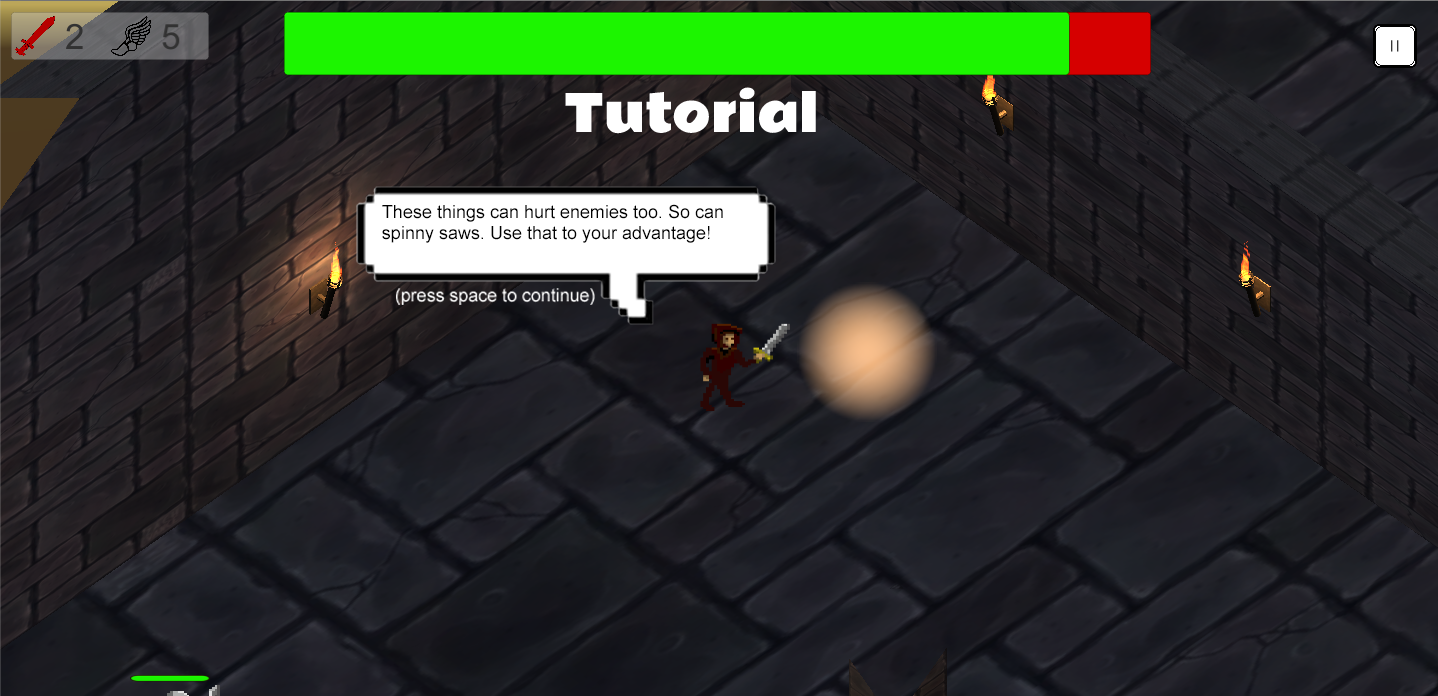 2 5
Tutorial
These things can hurt enemies too. So can
spinny saws. Use that to your advantage!
(press space to continue)